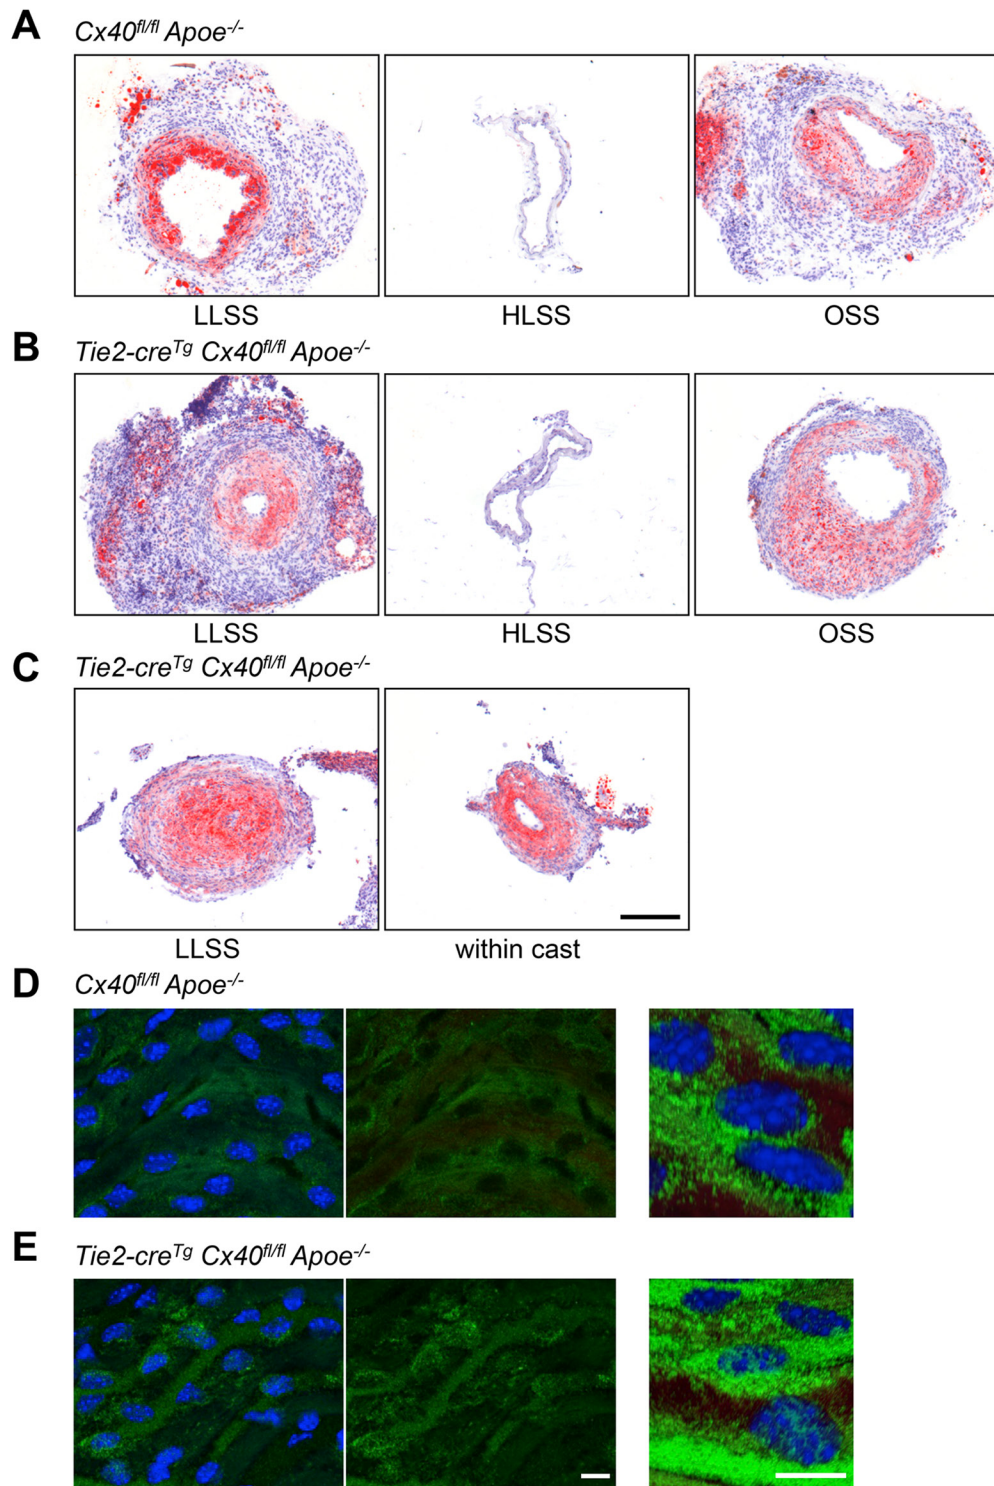 A Cx40fl/fl Apoe-/-
LLSS HLSS OSS
B Tie2-creTg Cx40fl/fl Apoe-/-
LLSS HLSS OSS
C Tie2-creTg Cx40fl/fl Apoe-/-
LLSS within cast
D Cx40fl/fl Apoe-/-
E Tie2-creTg Cx40fl/fl Apoe-/-